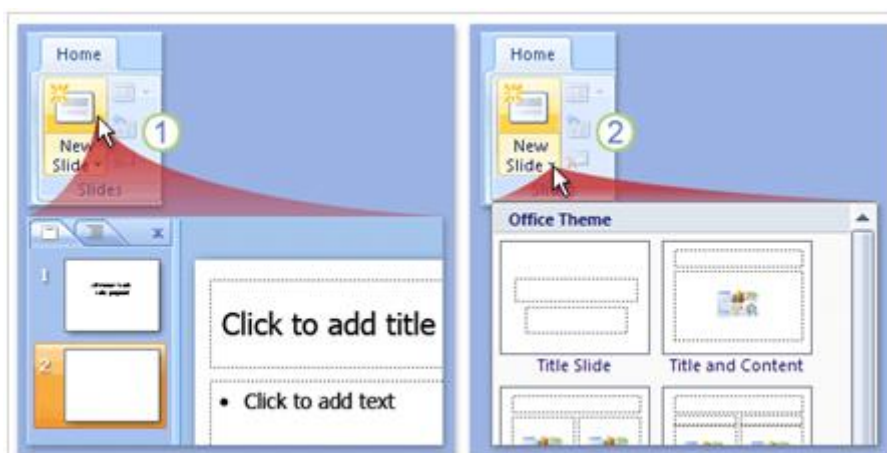 Home
New
Slide
Slides
1
1
2
Click to add title
• Click to add text
Home
New
Slide
2
Office Theme
Title Slide
Title and Content